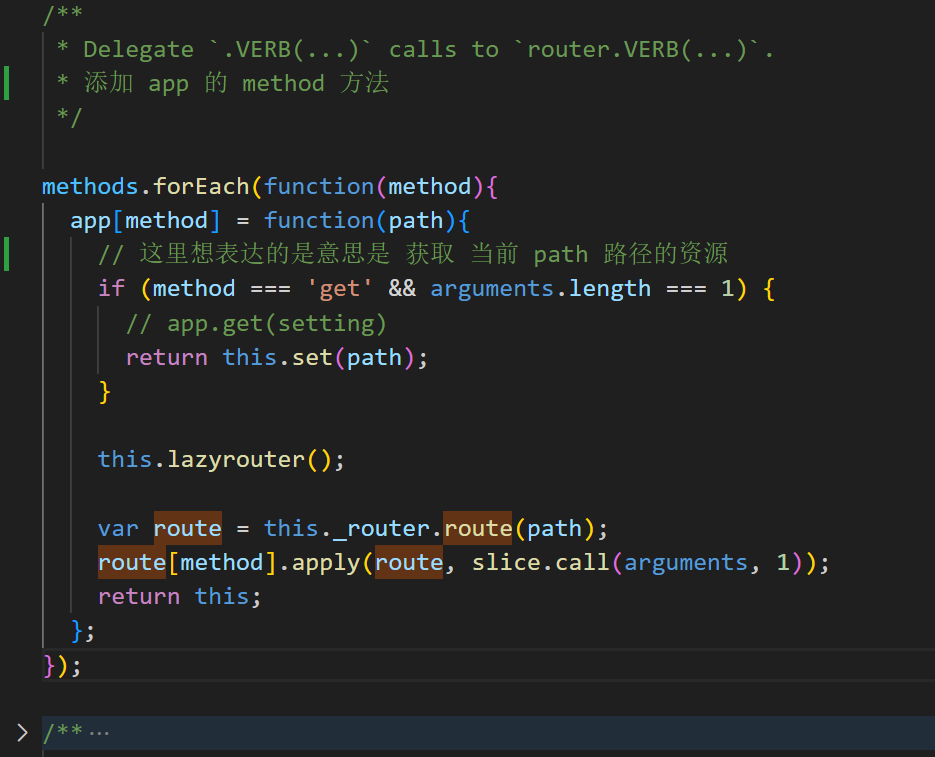 /**
 * Delegate `.VERB(...)` calls to `router.VERB(...)`.
 * 添加 app 的 method 方法
 */
methods.forEach(function(method){
  app[method] = function(path){
    // 这里想表达的是意思是 获取 当前 path 路径的资源
    if (method === 'get' && arguments.length === 1) {
      // app.get(setting)
      return this.set(path);
    }
    this.lazyrouter();
    var route = this._router.route(path);
    route[method].apply(route, slice.call(arguments, 1));
    return this;
  };
});
/** ···